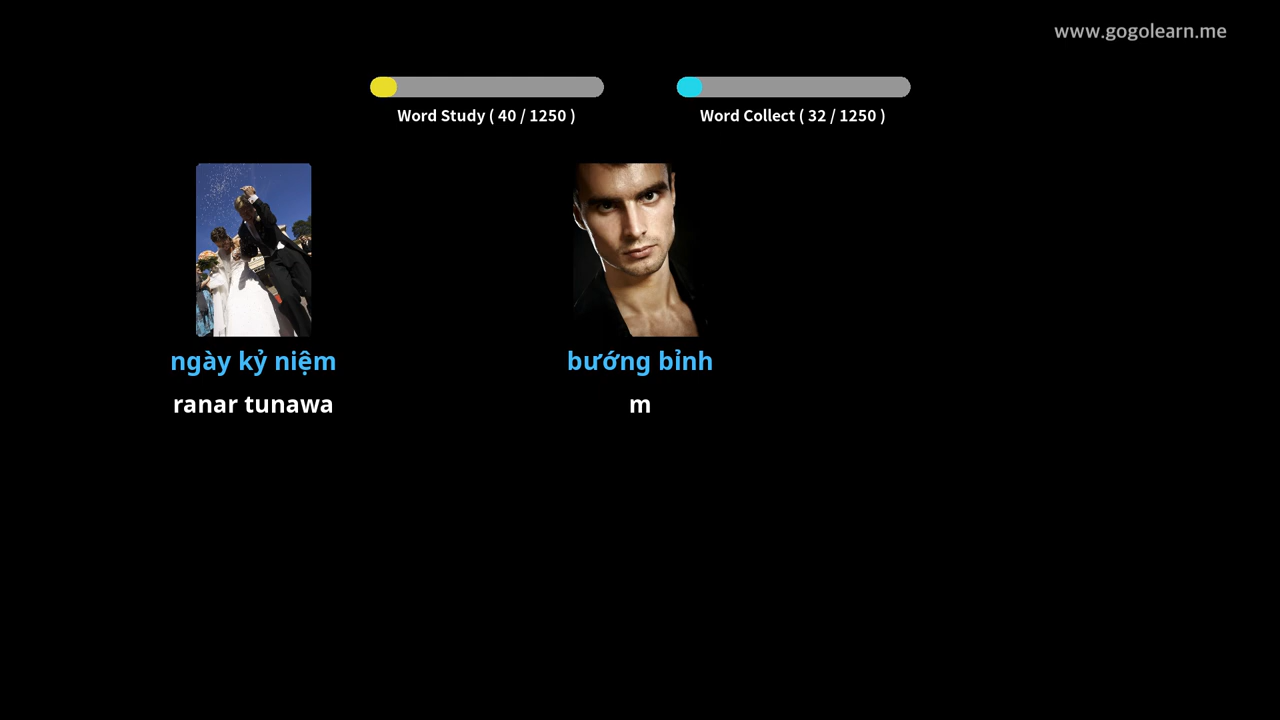 www.gogolearn.me
Word Study ( 40 / 1250 )
Word Collect ( 32 / 1250 )
ngày kỷ niệm
bướng bỉnh
ranar tunawa
m